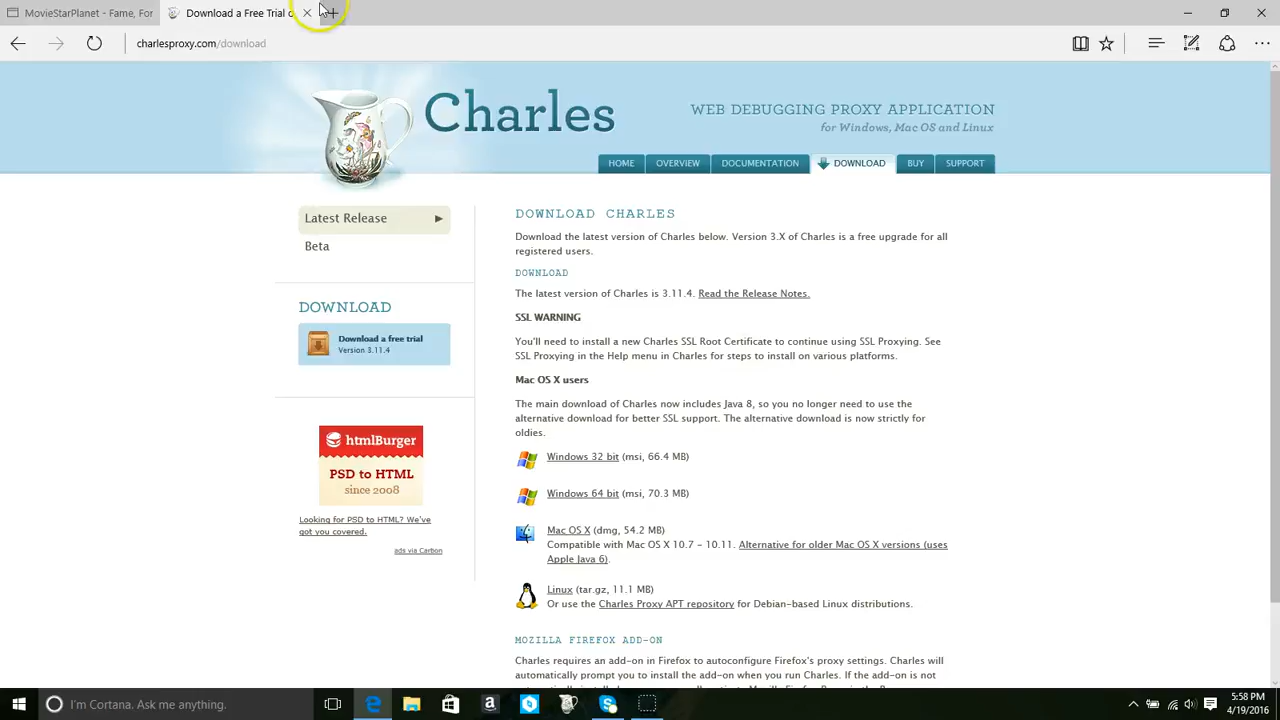 MovieStarPlanet - Fame, For
Download a Free Trial o
charlesproxy.com/download
Charles
WEB DEBUGGING PROXY APPLICATION
for Windows, Mac OS and Linux
HOME
OVERVIEW
DOCUMENTATION
DOWNLOAD
BUY
SUPPORT
Latest Release
Beta
DOWNLOAD
Download a free trial
Version 3.11.4
htmlBurger
PSD to HTML
since 2008
Looking for PSD to HTML? We've
got you covered.
ads via Carbon
DOWNLOAD CHARLES
Download the latest version of Charles below. Version 3.X of Charles is a free upgrade for all
registered users.
DOWNLOAD
The latest version of Charles is 3.11.4. Read the Release Notes.
SSL WARNING
You'll need to install a new Charles SSL Root Certificate to continue using SSL Proxying. See
SSL Proxying in the Help menu in Charles for steps to install on various platforms.
Mac OS X users
The main download of Charles now includes Java 8, so you no longer need to use the
alternative download for better SSL support. The alternative download is now strictly for
oldies.
Windows 32 bit (msi, 66.4 MB)
Windows 64 bit (msi, 70.3 MB)
Mac OS X (dmg, 54.2 MB)
Compatible with Mac OS X 10.7 - 10.11. Alternative for older Mac OS X versions (uses
Apple Java 6).
Linux (tar.gz, 11.1 MB)
Or use the Charles Proxy APT repository for Debian-based Linux distributions.
MOZILLA FIREFOX ADD-ON
Charles requires an add-on in Firefox to autoconfigure Firefox's proxy settings. Charles will
automatically prompt you to install the add-on when you run Charles. If the add-on is not
I'm Cortana. Ask me anything.
5:58 PM
4/19/2016